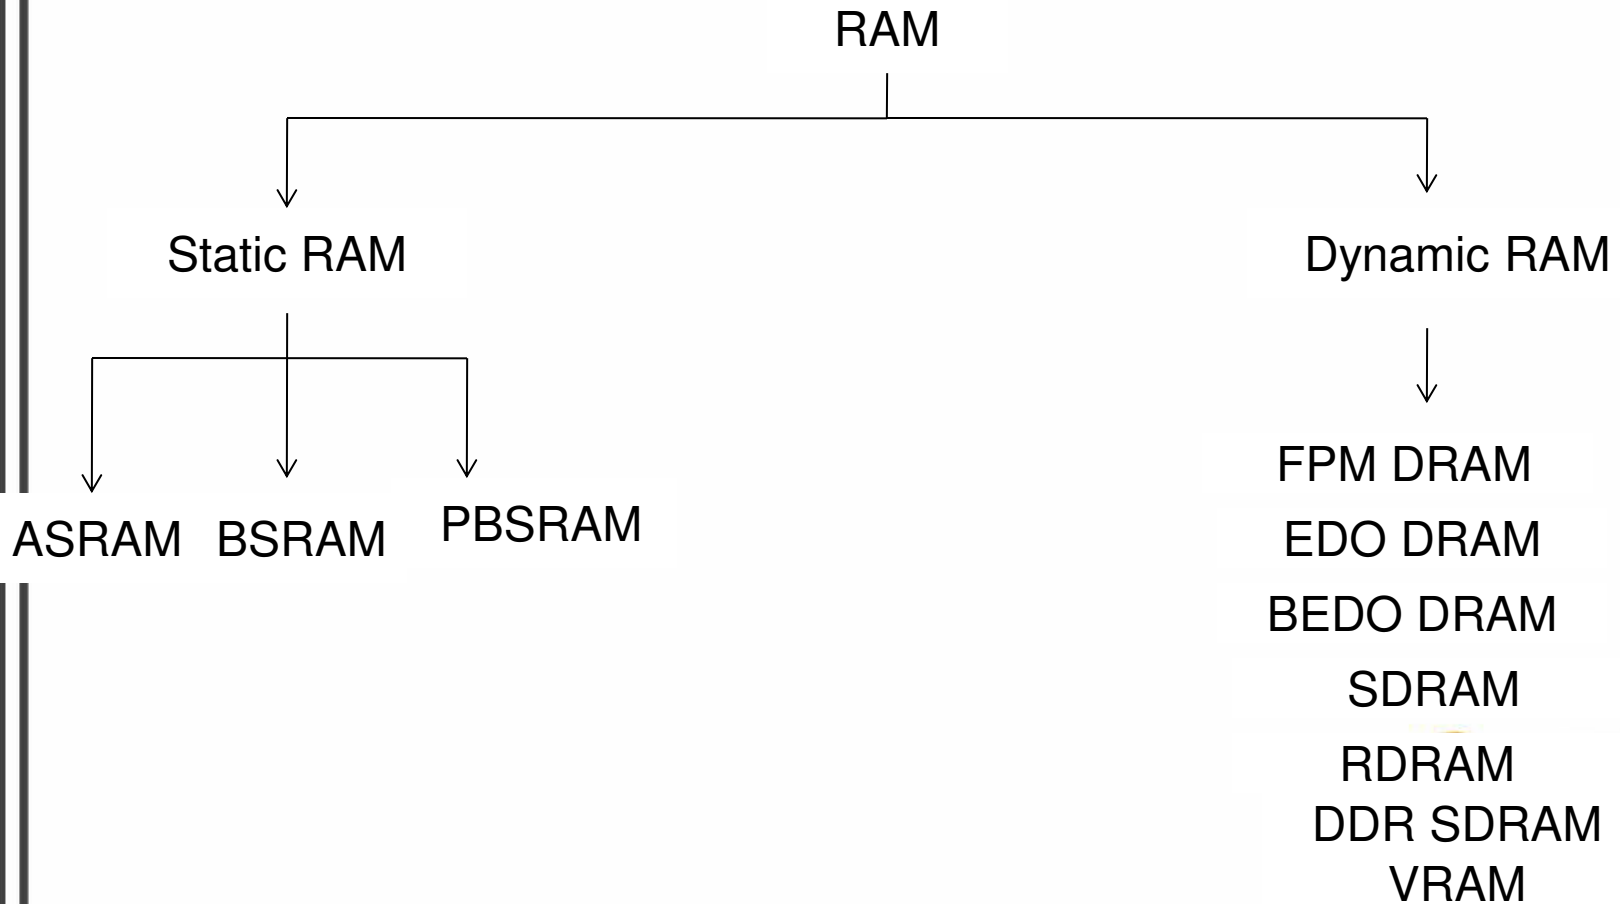 RAM
Static RAM
Dynamic RAM
ASRAM
BSRAM
PBSRAM
FPM DRAM
EDO DRAM
BEDO DRAM
SDRAM
RDRAM
DDR SDRAM
VRAM